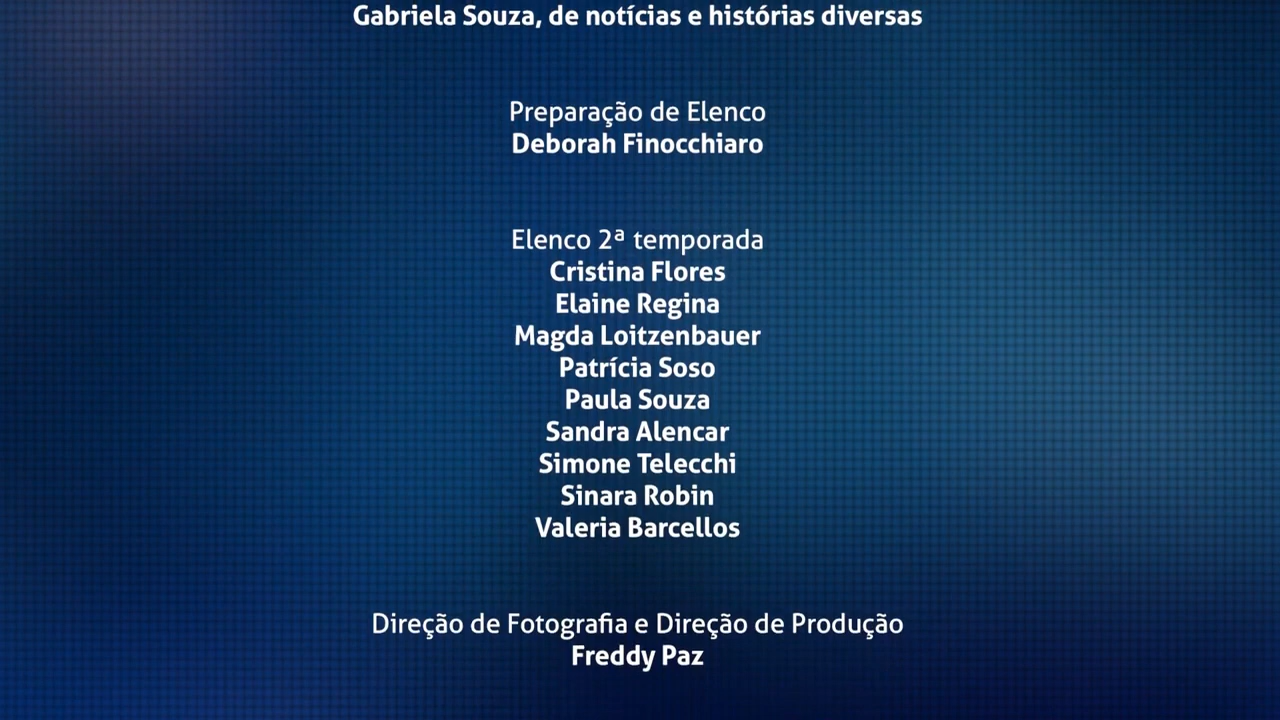 Gabriela Souza, de notícias e histórias diversas
Preparação de Elenco
Deborah Finocchiaro
Elenco 2ª temporada
Cristina Flores
Elaine Regina
Magda Loitzenbauer
Patrícia Soso
Paula Souza
Sandra Alencar
Simone Telecchi
Sinara Robin
Valeria Barcellos
Direção de Fotografia e Direção de Produção
Freddy Paz